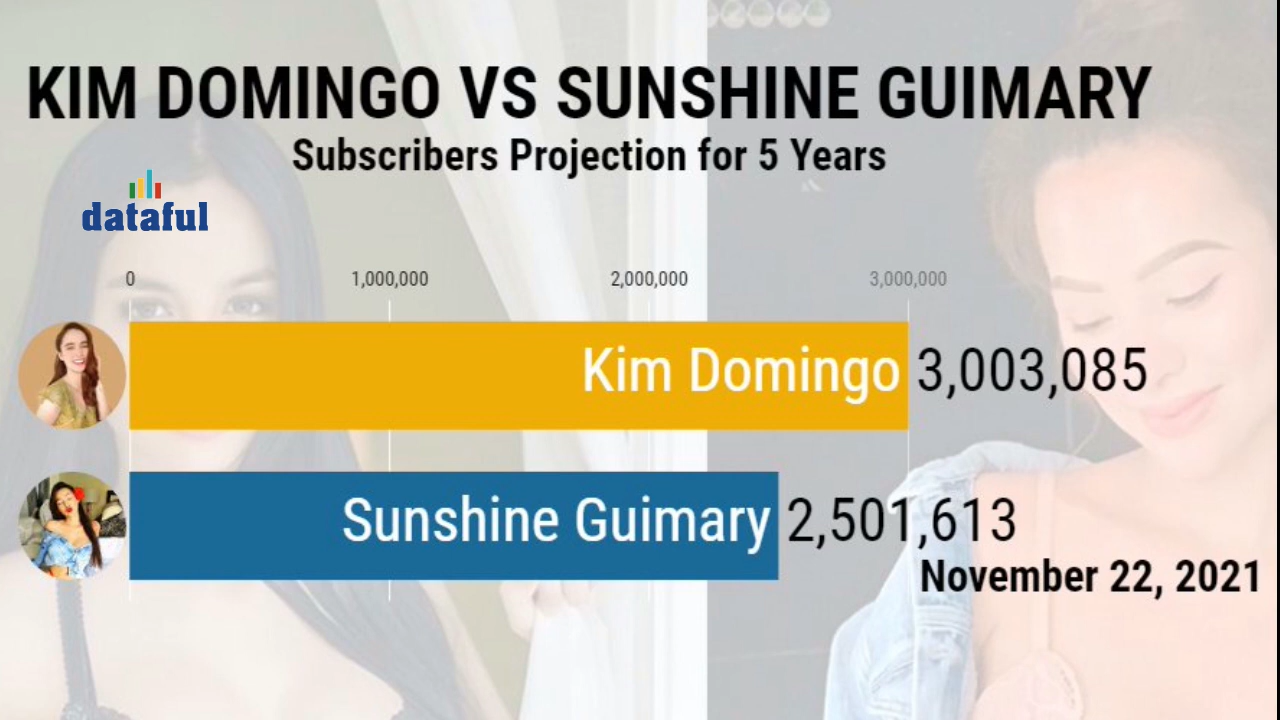 KIM DOMINGO VS SUNSHINE GUIMARY
Subscribers Projection for 5 Years
dataful
0 1,000,000 2,000,000 3,000,000
Kim Domingo 3,003,085
Sunshine Guimary 2,501,613
November 22, 2021